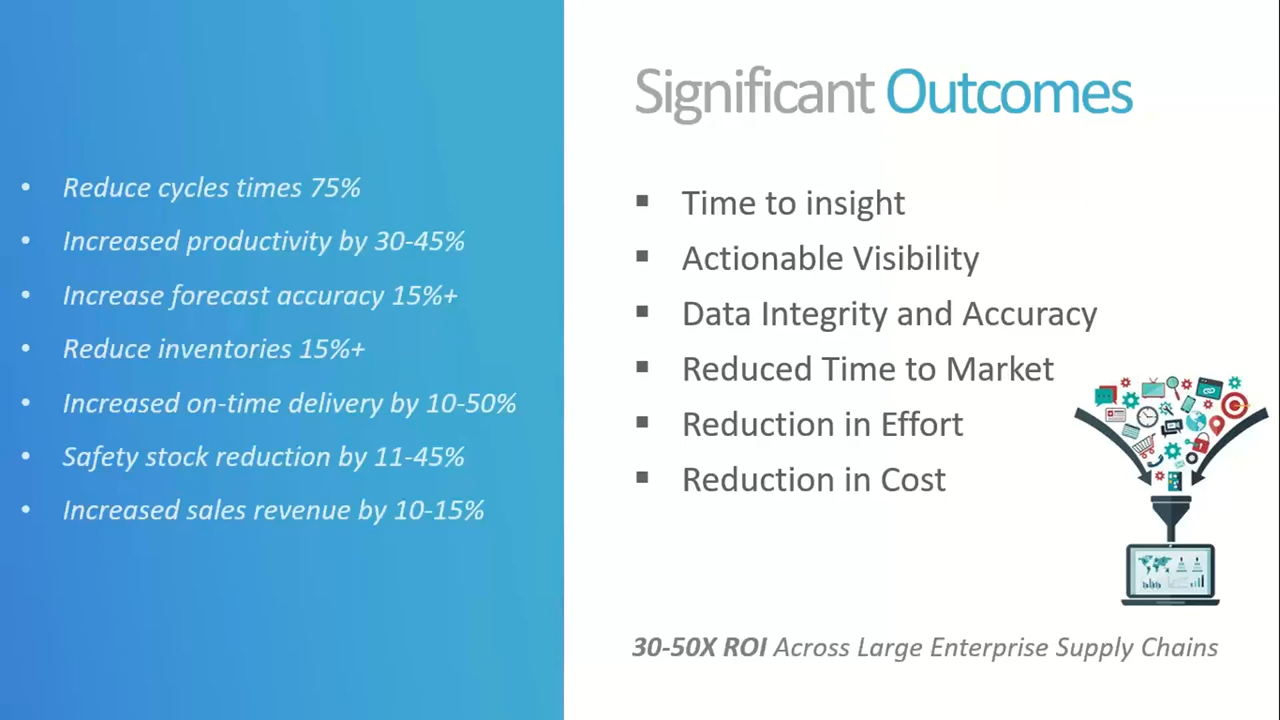 Significant Outcomes
• Reduce cycles times 75%
• Increased productivity by 30-45%
• Increase forecast accuracy 15%+
• Reduce inventories 15%+
• Increased on-time delivery by 10-50%
• Safety stock reduction by 11-45%
• Increased sales revenue by 10-15%
▪ Time to insight
▪ Actionable Visibility
▪ Data Integrity and Accuracy
▪ Reduced Time to Market
▪ Reduction in Effort
▪ Reduction in Cost
30-50X ROI Across Large Enterprise Supply Chains